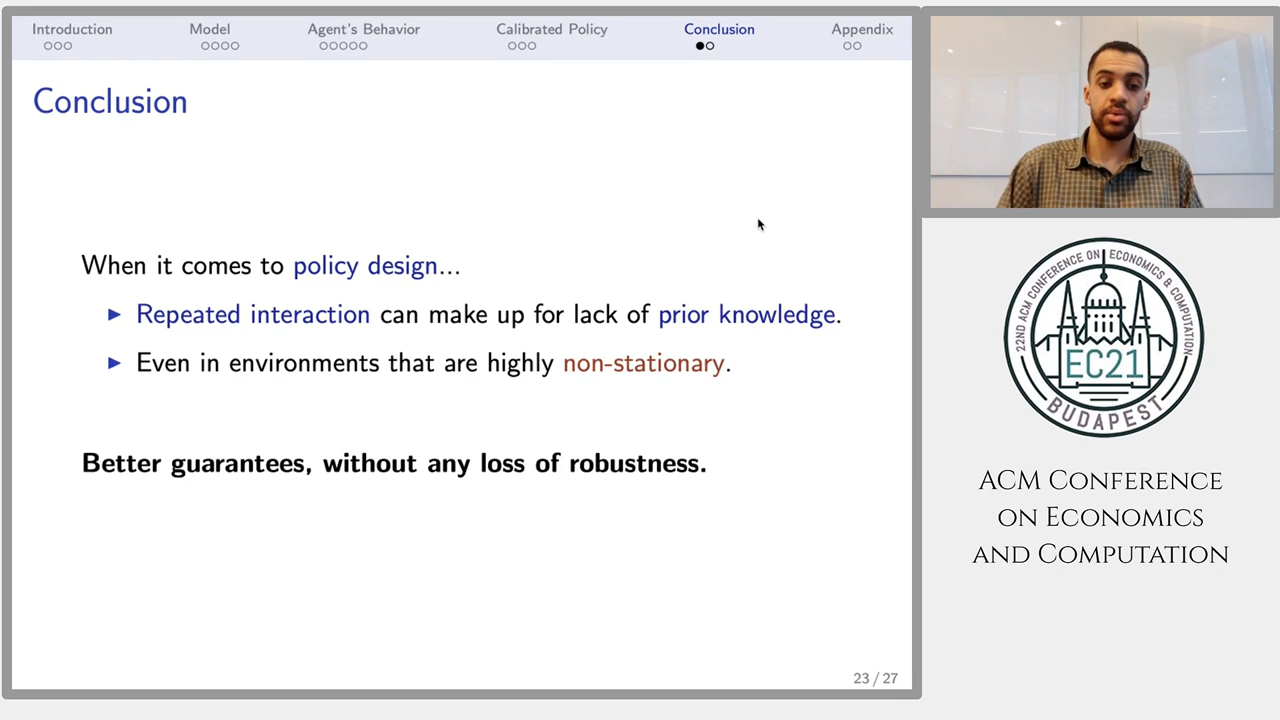 Introduction
Model
Agent's Behavior
Calibrated Policy
Conclusion
Appendix
Conclusion
When it comes to policy design...
Repeated interaction can make up for lack of prior knowledge.
Even in environments that are highly non-stationary.
Better guarantees, without any loss of robustness.
23 / 27
22ND ACM CONFERENCE ON ECONOMICS & COMPUTATION
EC21
BUDAPEST
ACM Conference
on Economics
and Computation